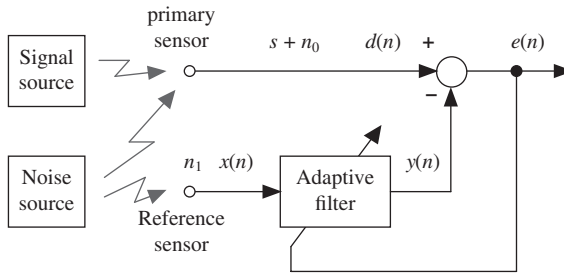 primary
sensor
Signal
source
s + n₀
d(n)
+
e(n)
−
Noise
source
n₁
x(n)
Adaptive
filter
y(n)
Reference
sensor